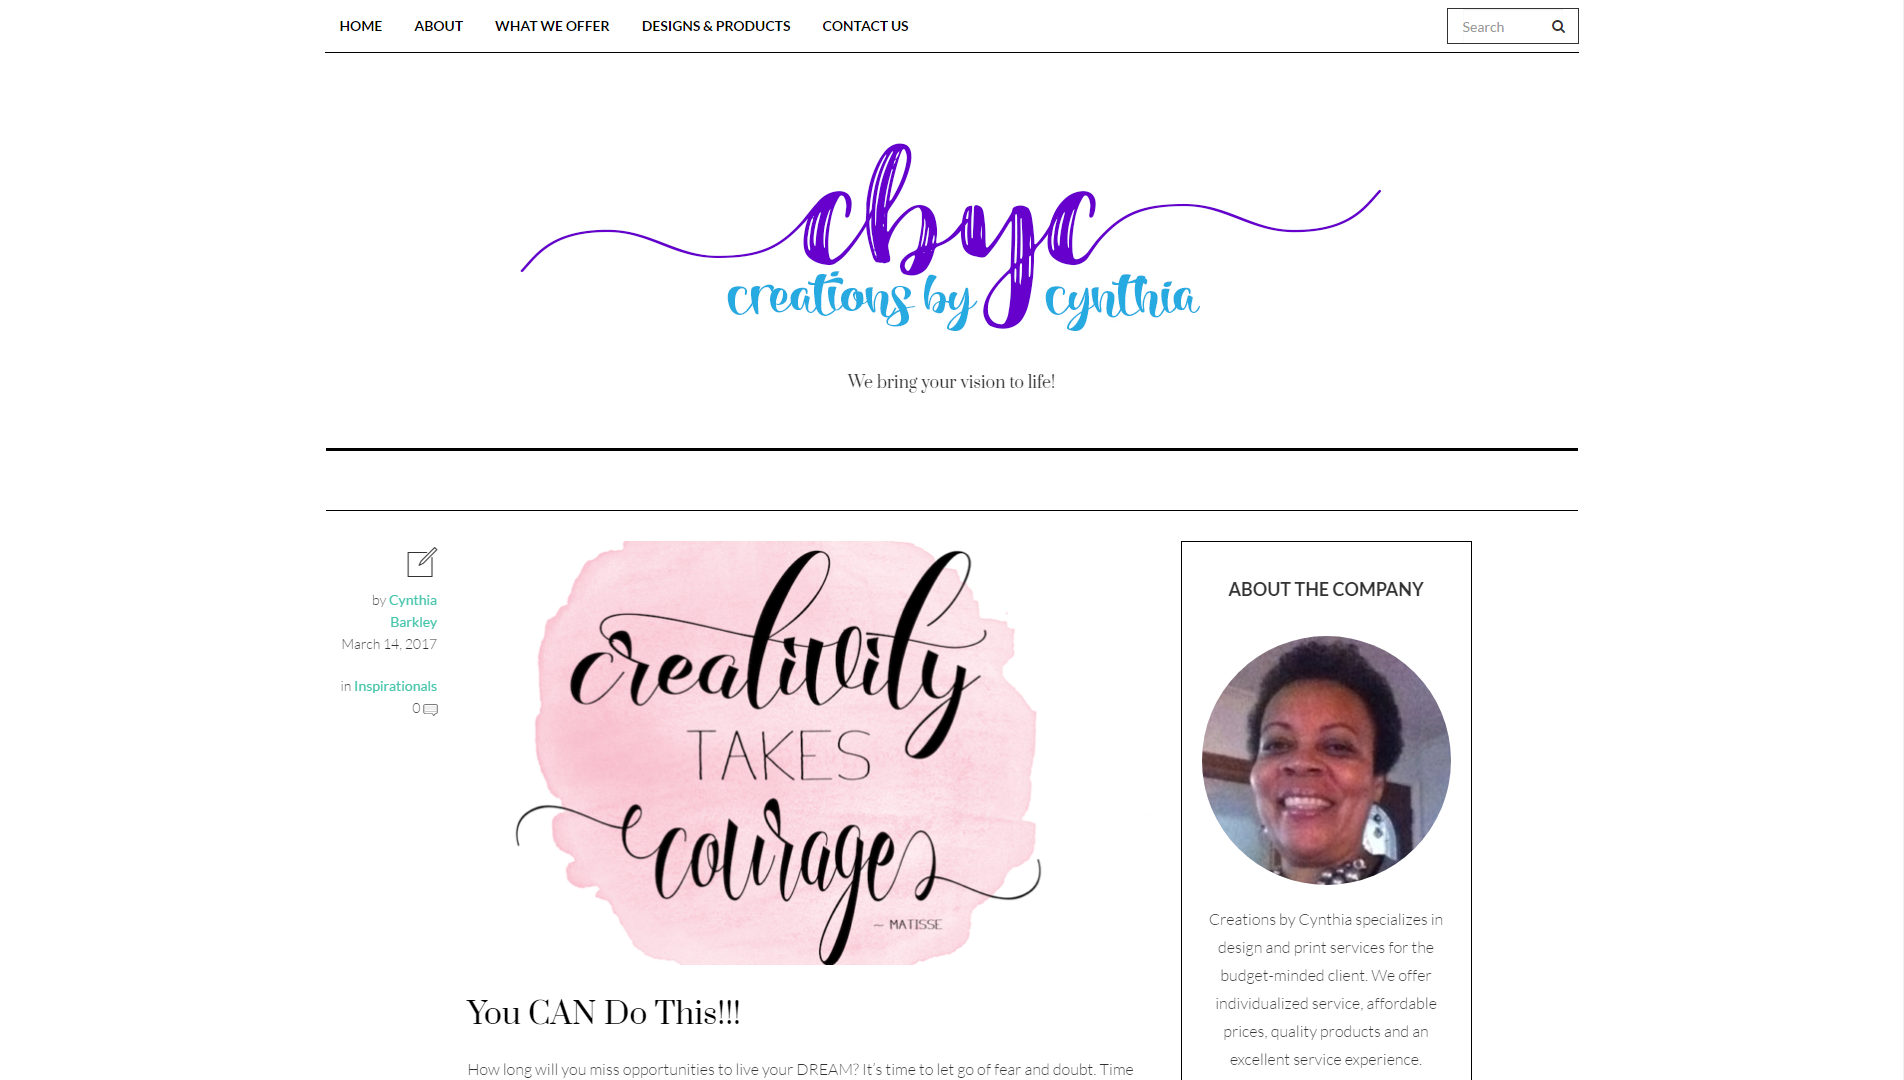 HOME ABOUT WHAT WE OFFER DESIGNS & PRODUCTS CONTACT US Search
cbyc
creations by cynthia
We bring your vision to life!
by Cynthia
Barkley
March 14, 2017
in Inspirationals
0
creativity
TAKES
courage
~ MATISSE
You CAN Do This!!!
How long will you miss opportunities to live your DREAM? It's time to let go of fear and doubt. Time
ABOUT THE COMPANY
Creations by Cynthia specializes in
design and print services for the
budget-minded client. We offer
individualized service, affordable
prices, quality products and an
excellent service experience.